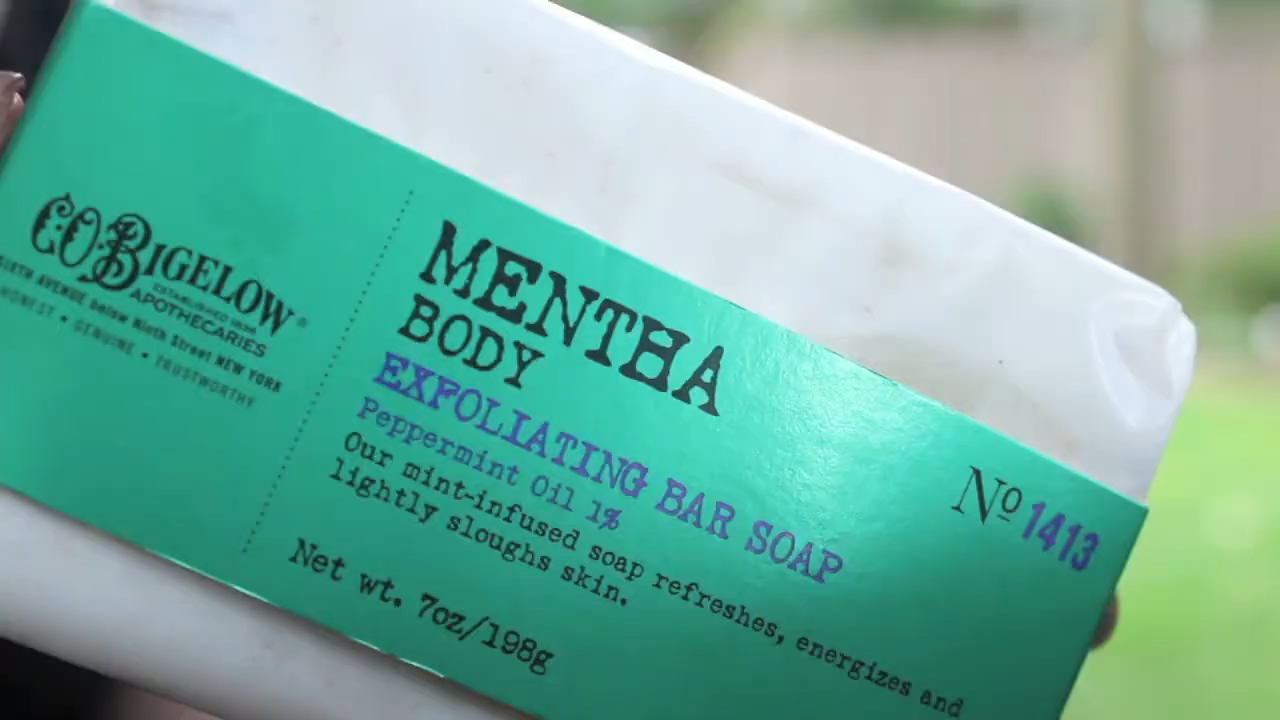 C.O. BIGELOW®
ESTABLISHED 1838
APOTHECARIES
SIXTH AVENUE below Ninth Street NEW YORK
HONEST • GENUINE • TRUSTWORTHY
MENTHA
BODY
EXFOLIATING BAR SOAP
Peppermint Oil 1%
Our mint-infused soap refreshes, energizes and
lightly sloughs skin.
Net wt. 7oz/198g
Nº 1413